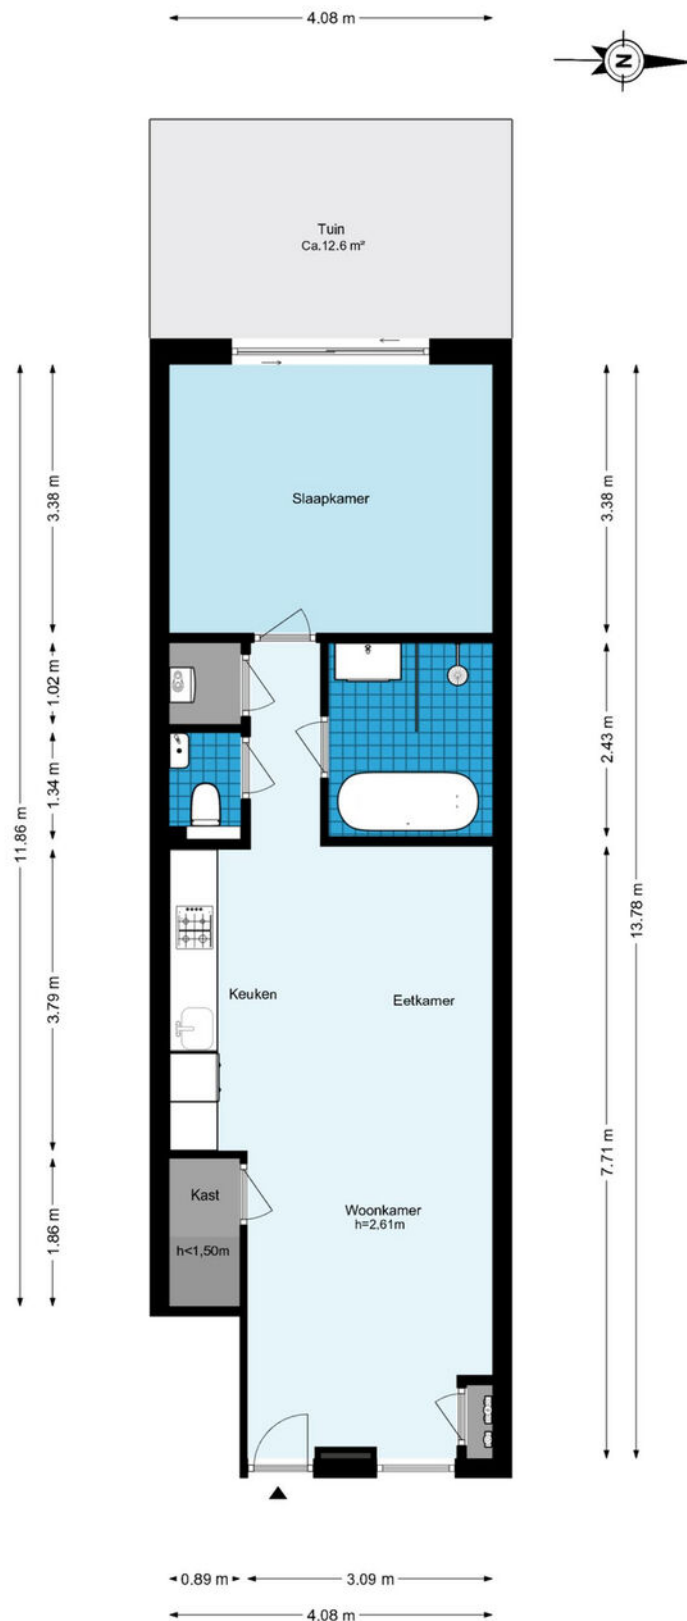 4.08 m
N
Tuin
Ca.12.6 m²
Slaapkamer
3.38 m
3.38 m
1.02 m
2.43 m
1.34 m
11.86 m
13.78 m
Keuken
Eetkamer
3.79 m
7.71 m
Kast
Woonkamer
h=2.61m
h<1,50m
1.86 m
0.89 m
3.09 m
4.08 m